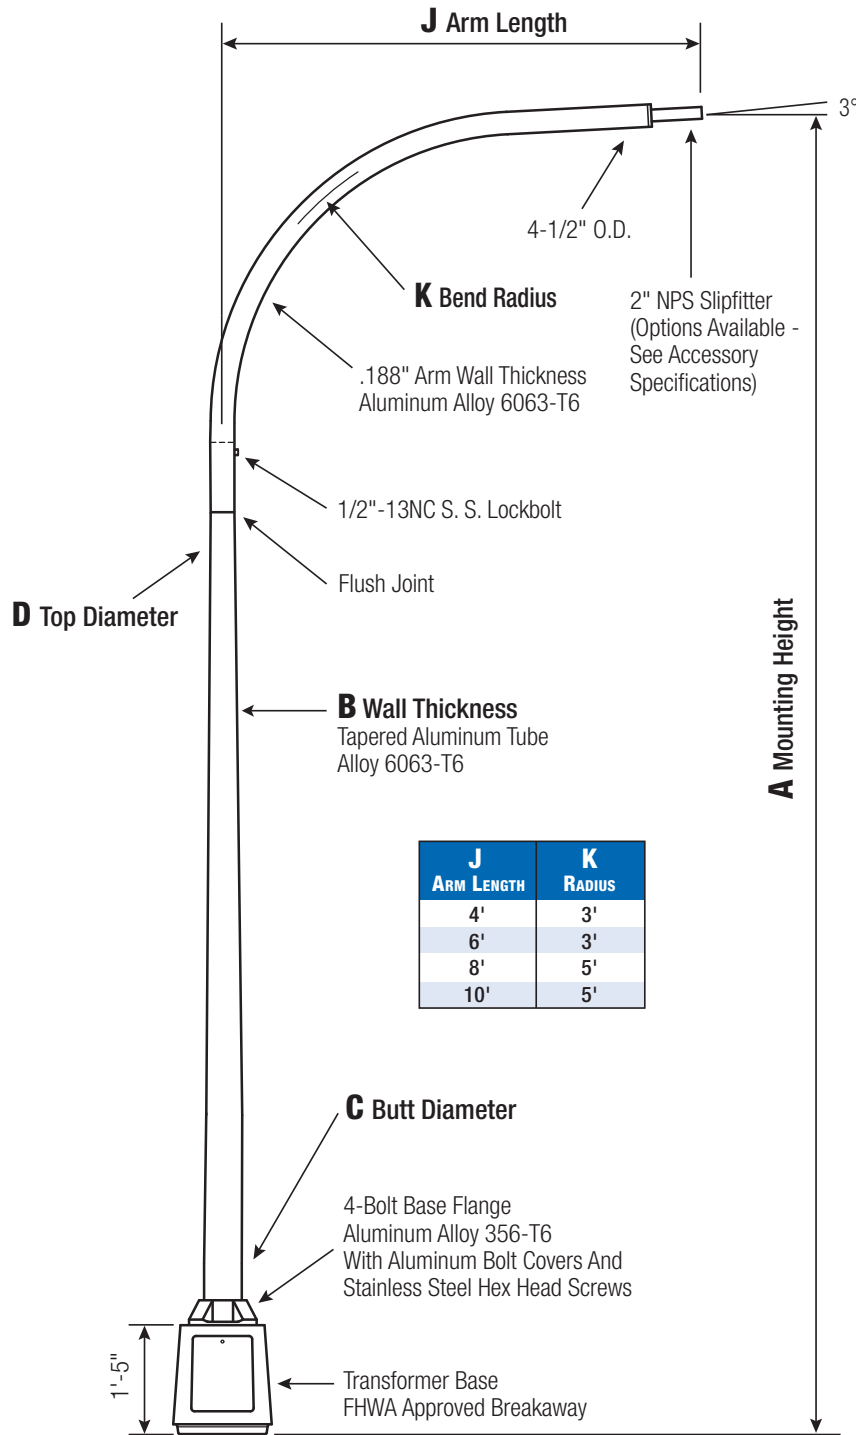 J Arm Length
3°
4-1/2" O.D.
K Bend Radius
2" NPS Slipfitter
(Options Available -
See Accessory
Specifications)
.188" Arm Wall Thickness
Aluminum Alloy 6063-T6
1/2"-13NC S. S. Lockbolt
Flush Joint
D Top Diameter
A Mounting Height
B Wall Thickness
Tapered Aluminum Tube
Alloy 6063-T6
J K
ARM LENGTH RADIUS
4' 3'
6' 3'
8' 5'
10' 5'
C Butt Diameter
4-Bolt Base Flange
Aluminum Alloy 356-T6
With Aluminum Bolt Covers And
Stainless Steel Hex Head Screws
1'-5"
Transformer Base
FHWA Approved Breakaway